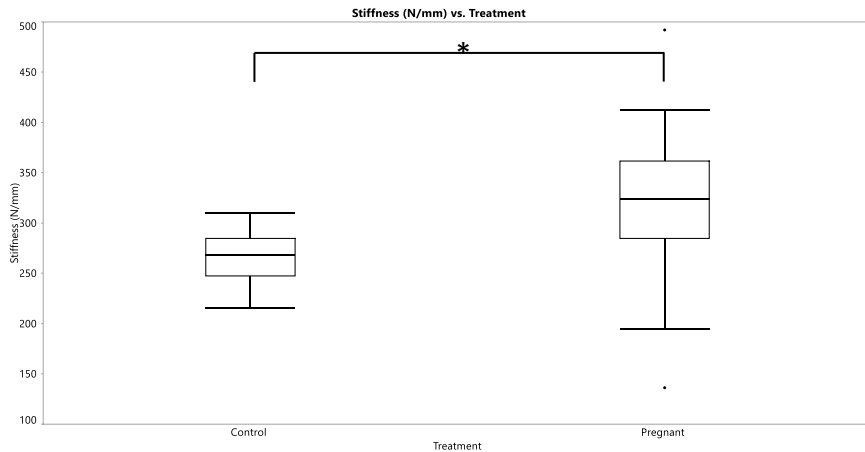 Stiffness (N/mm) vs. Treatment
500
450
400
350
300
250
200
150
100
Stiffness (N/mm)
*
Control
Pregnant
Treatment